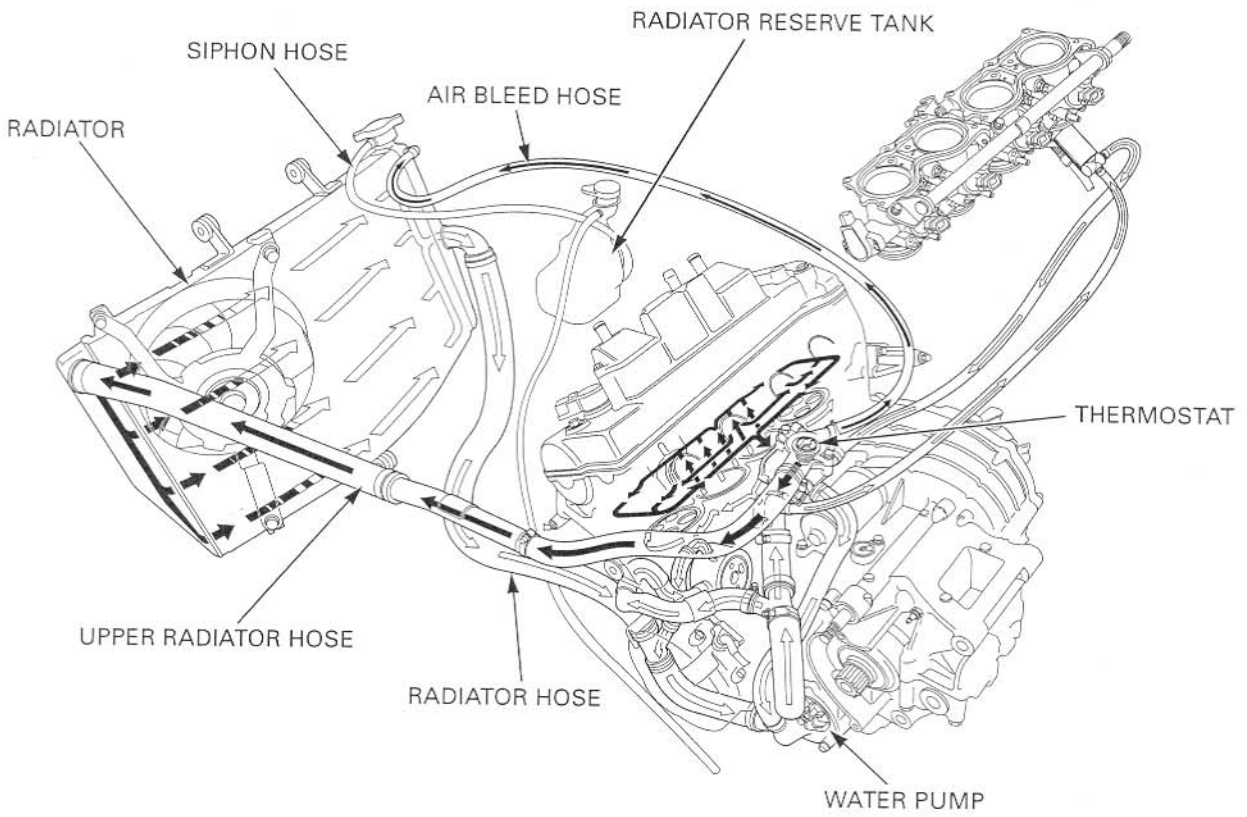 RADIATOR RESERVE TANK
SIPHON HOSE
AIR BLEED HOSE
RADIATOR
THERMOSTAT
UPPER RADIATOR HOSE
RADIATOR HOSE
WATER PUMP